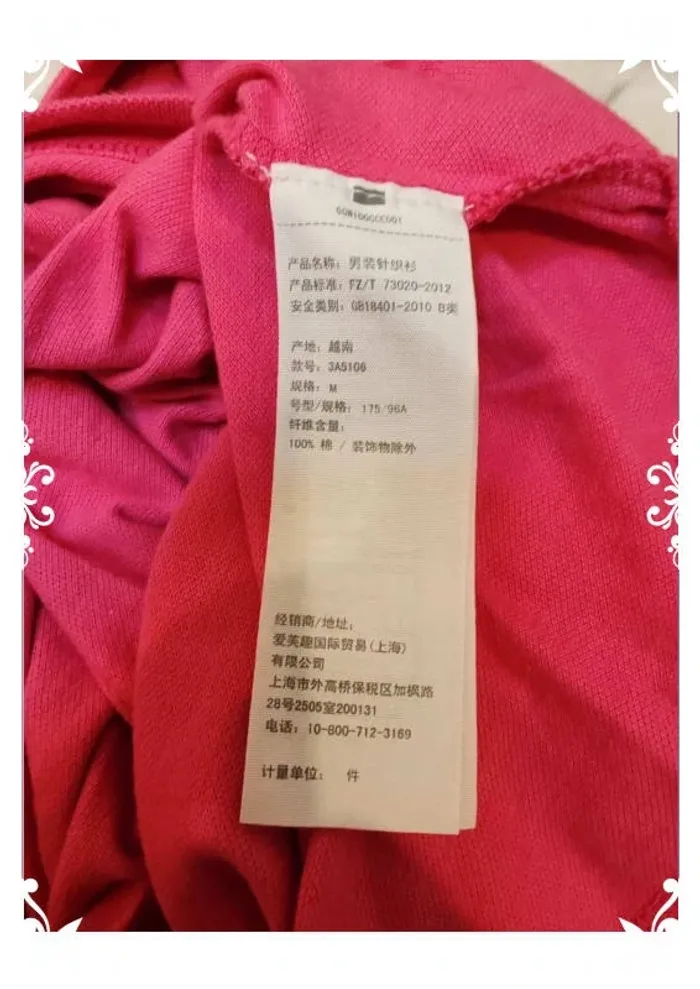 产品名称: 男装针织衫
产品标准: FZ/T 73020-2012
安全类别: GB18401-2010 B类
产地: 越南
款号: 3A5106
规格: M
号型/规格: 175/96A
纤维含量:
100% 棉 / 装饰物除外
经销商/地址:
爱美趣国际贸易(上海)
有限公司
上海市外高桥保税区加枫路
28号2505室200131
电话: 10-800-712-3169
计量单位: 件